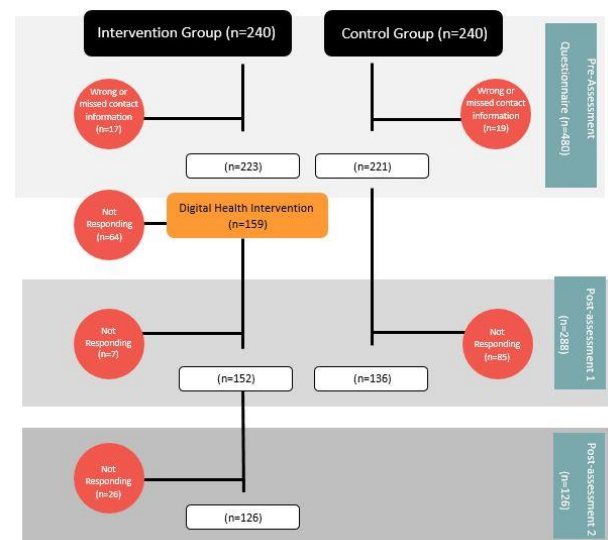 Intervention Group (n=240)
Control Group (n=240)
Pre-Assessment
Questionnaire (n=480)
Wrong or
missed contact
information
(n=17)
Wrong or
missed contact
information
(n=19)
(n=223)
(n=221)
Not
Responding
(n=64)
Digital Health Intervention
(n=159)
Not
Responding
(n=7)
Not
Responding
(n=85)
Post-assessment 1
(n=288)
(n=152)
(n=136)
Not
Responding
(n=26)
Post-assessment 2
(n=126)
(n=126)